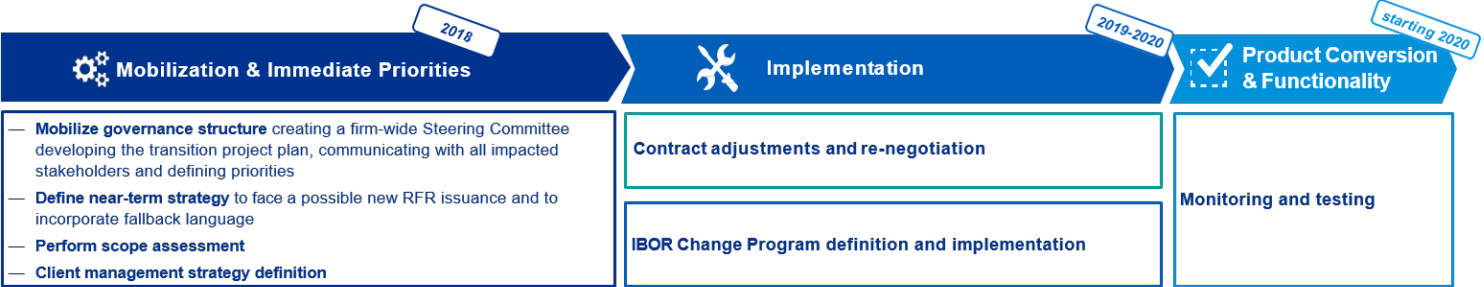 2018
Mobilization & Immediate Priorities
— Mobilize governance structure creating a firm-wide Steering Committee
developing the transition project plan, communicating with all impacted
stakeholders and defining priorities
— Define near-term strategy to face a possible new RFR issuance and to
incorporate fallback language
— Perform scope assessment
— Client management strategy definition
2019-2020
Implementation
Contract adjustments and re-negotiation
IBOR Change Program definition and implementation
starting 2020
Product Conversion
& Functionality
Monitoring and testing